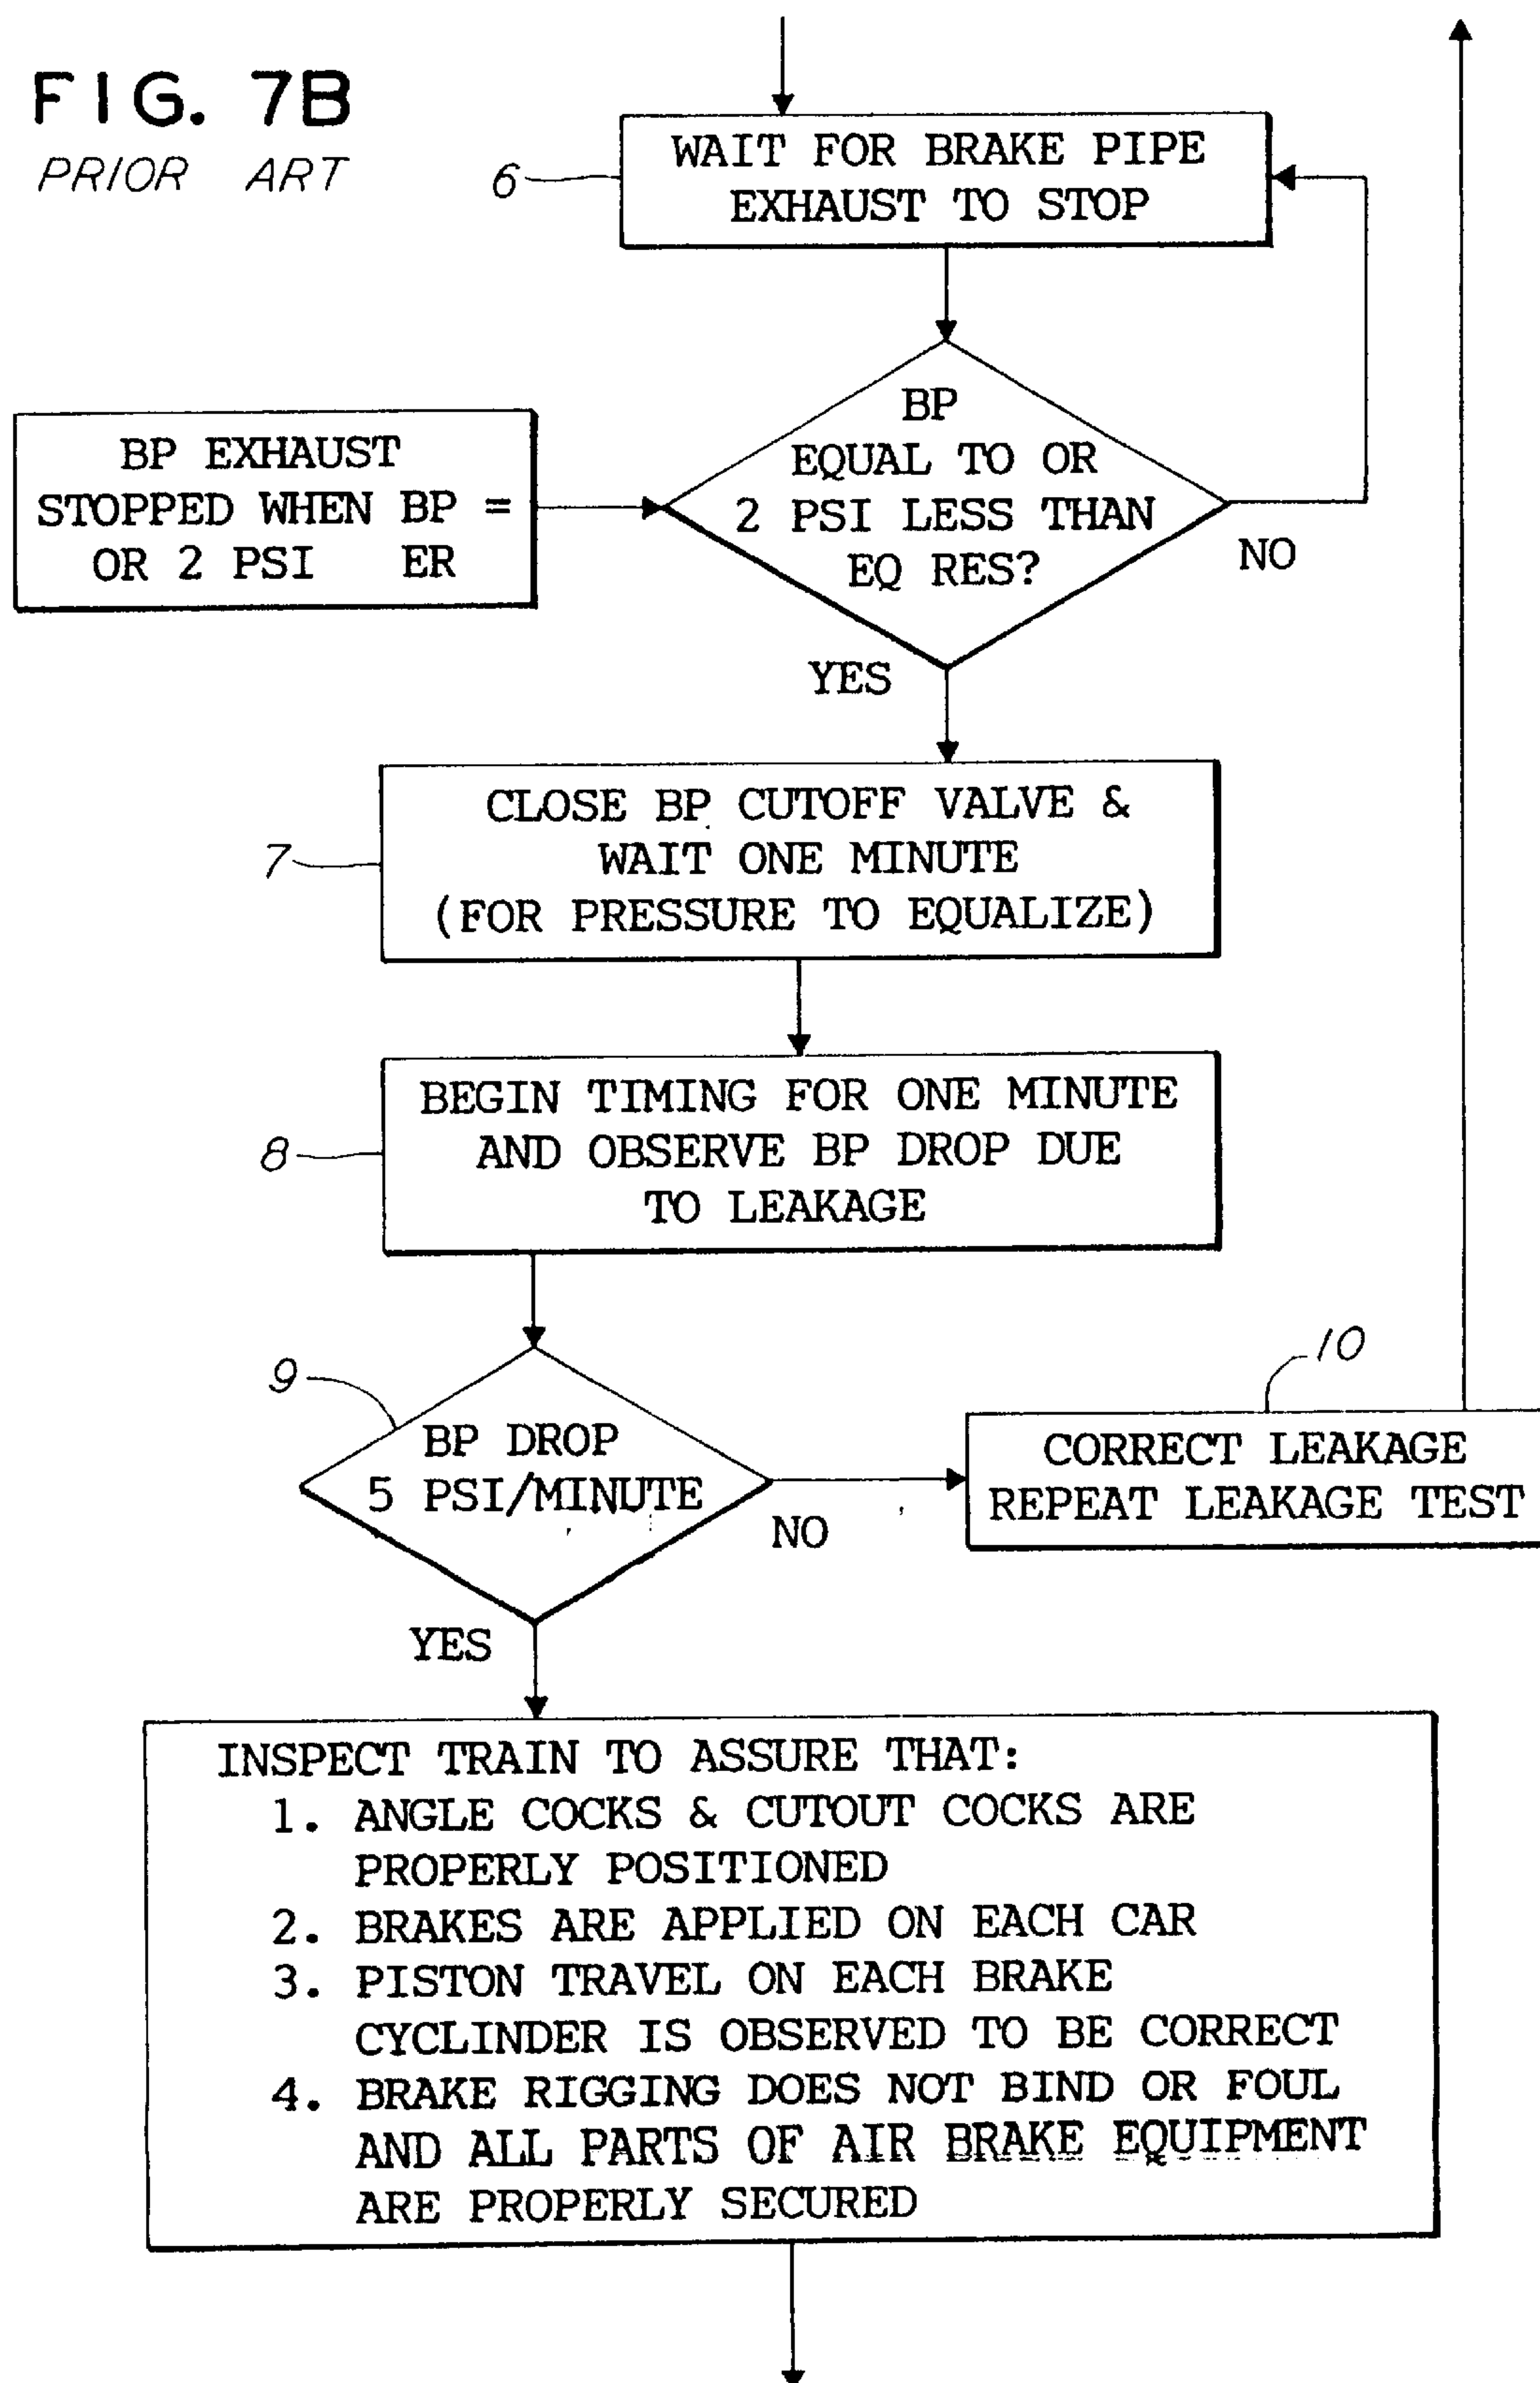 FIG. 7B
PRIOR ART
WAIT FOR BRAKE PIPE
EXHAUST TO STOP
6
BP EXHAUST
STOPPED WHEN BP =
OR 2 PSI ER
BP
EQUAL TO OR
2 PSI LESS THAN
EQ RES?
NO
YES
CLOSE BP CUTOFF VALVE &
WAIT ONE MINUTE
(FOR PRESSURE TO EQUALIZE)
7
BEGIN TIMING FOR ONE MINUTE
AND OBSERVE BP DROP DUE
TO LEAKAGE
8
9
BP DROP
5 PSI/MINUTE
NO
10
CORRECT LEAKAGE
REPEAT LEAKAGE TEST
YES
INSPECT TRAIN TO ASSURE THAT:
1. ANGLE COCKS & CUTOUT COCKS ARE
PROPERLY POSITIONED
2. BRAKES ARE APPLIED ON EACH CAR
3. PISTON TRAVEL ON EACH BRAKE
CYCLINDER IS OBSERVED TO BE CORRECT
4. BRAKE RIGGING DOES NOT BIND OR FOUL
AND ALL PARTS OF AIR BRAKE EQUIPMENT
ARE PROPERLY SECURED